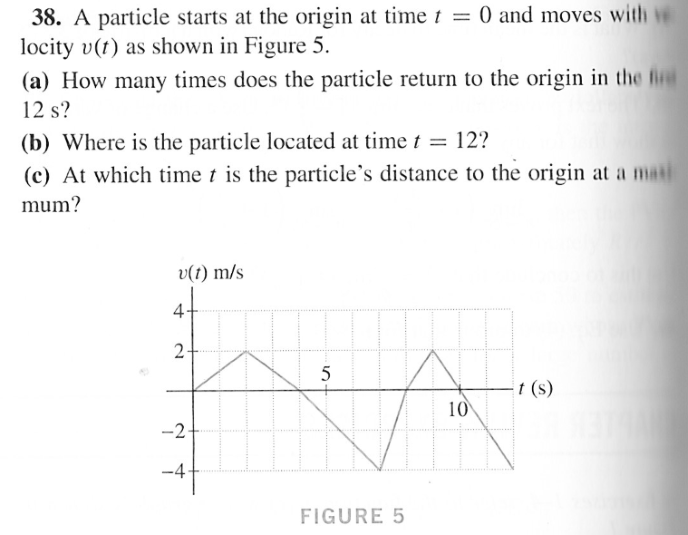 38. A particle starts at the origin at time t = 0 and moves with
locity v(t) as shown in Figure 5.
(a) How many times does the particle return to the origin in the
12 s?
(b) Where is the particle located at time t = 12?
(c) At which time t is the particle's distance to the origin at a
mum?
v(t) m/s
4
2
5
t (s)
10
−2
−4
FIGURE 5